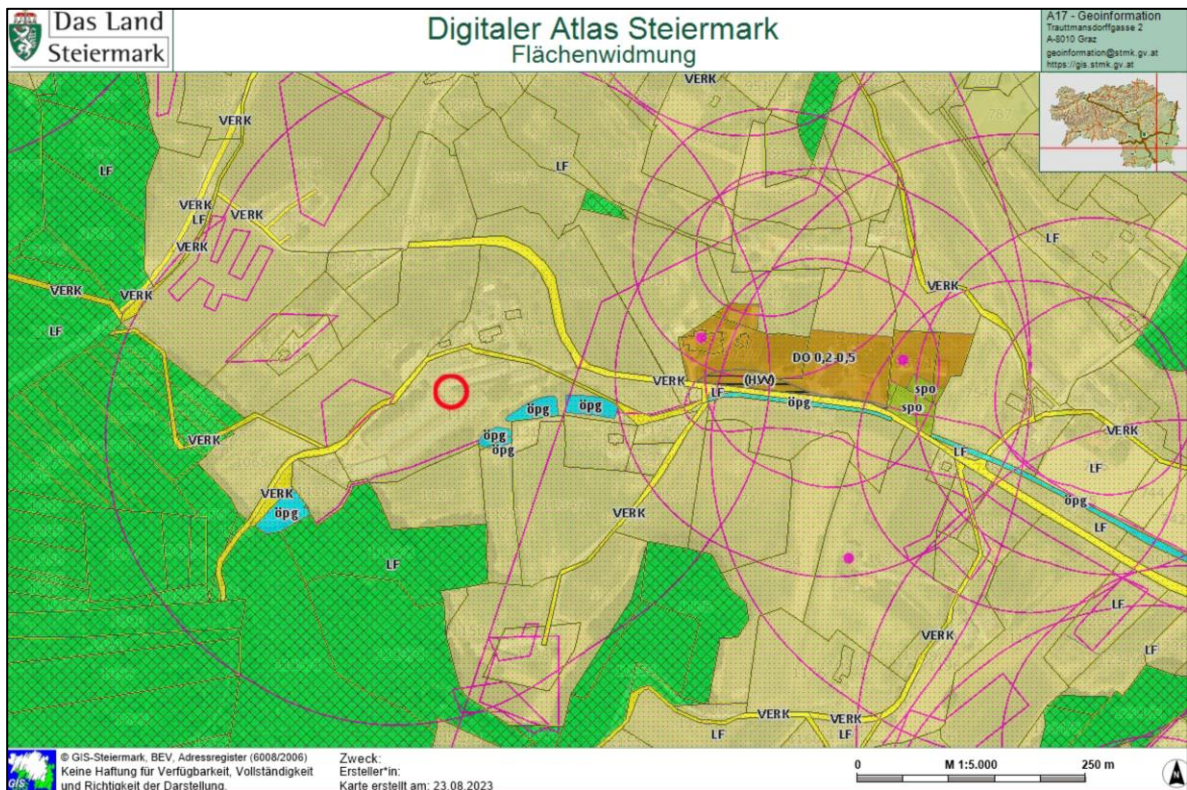 Das Land
Steiermark
Digitaler Atlas Steiermark
Flächenwidmung
A17 - Geoinformation
Trauttmansdorffgasse 2
A-8010 Graz
geoinformation@stmk.gv.at
https://gis.stmk.gv.at
VERK
VERK
LF
LF
VERK
VERK
LF
VERK
LF
VERK
VERK
VERK
VERK
LF
DO 0,2-0,5
VERK
(HW)
LF
spo
öpg
spo
öpg
öpg
VERK
VERK
öpg
öpg
LF
LF
VERK
öpg
öpg
VERK
LF
LF
LF
VERK
LF
VERK
VERK
LF
LF
© GIS-Steiermark, BEV, Adressregister (6008/2006)
Keine Haftung für Verfügbarkeit, Vollständigkeit
und Richtigkeit der Darstellung.
Zweck:
Ersteller*in:
Karte erstellt am: 23.08.2023
0 M 1:5.000 250 m
GIS
N